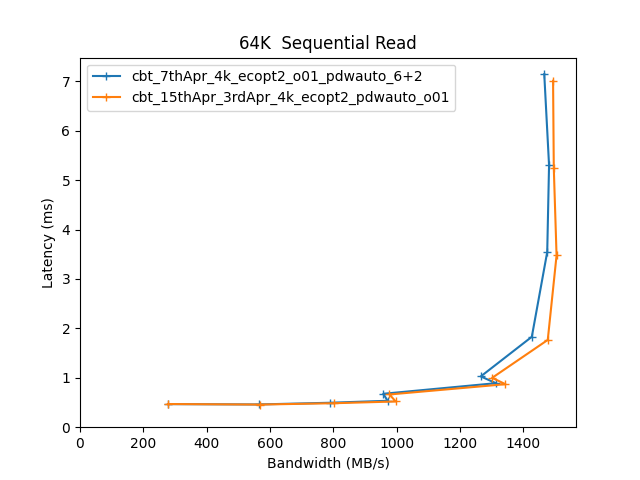 64K  Sequential Read
cbt_7thApr_4k_ecopt2_o01_pdwauto_6+2
cbt_15thApr_3rdApr_4k_ecopt2_pdwauto_o01
Latency (ms)
7
6
5
4
3
2
1
0
0 200 400 600 800 1000 1200 1400
Bandwidth (MB/s)